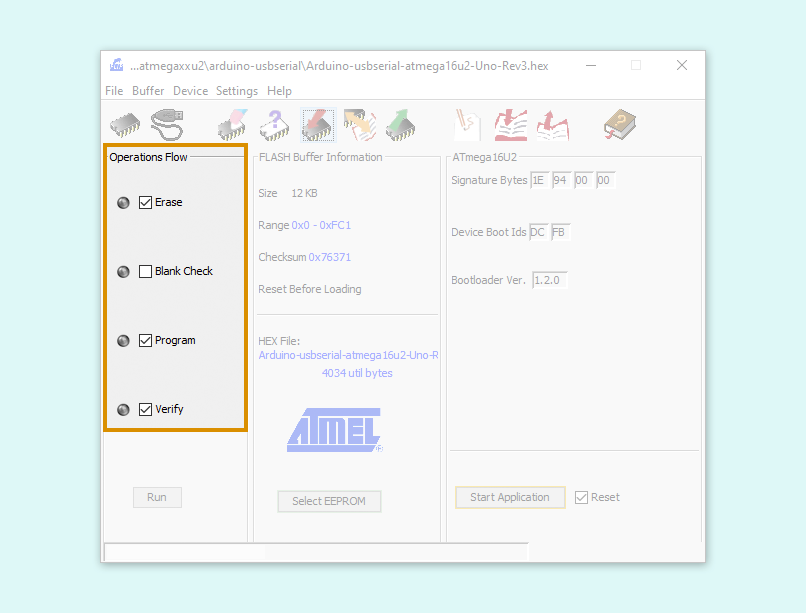 ...atmegaxxu2\arduino-usbserial\Arduino-usbserial-atmega16u2-Uno-Rev3.hex
File Buffer Device Settings Help
Operations Flow
Erase
Blank Check
Program
Verify
Run
FLASH Buffer Information
Size 12 KB
Range 0x0 - 0xFC1
Checksum 0x76371
Reset Before Loading
HEX File:
Arduino-usbserial-atmega16u2-Uno-R
4034 util bytes
ATMEL
Select EEPROM
ATmega16U2
Signature Bytes 1E 94 00 00
Device Boot Ids DC FB
Bootloader Ver. 1.2.0
Start Application
Reset